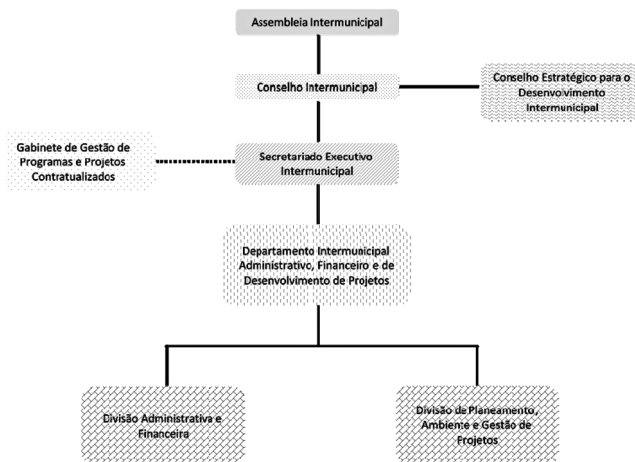 Assembleia Intermunicipal
Conselho Intermunicipal
Conselho Estratégico para o
Desenvolvimento
Intermunicipal
Gabinete de Gestão de
Programas e Projetos
Contratualizados
Secretariado Executivo
Intermunicipal
Departamento Intermunicipal
Administrativo, Financeiro e de
Desenvolvimento de Projetos
Divisão Administrativa e
Financeira
Divisão de Planeamento,
Ambiente e Gestão de
Projetos